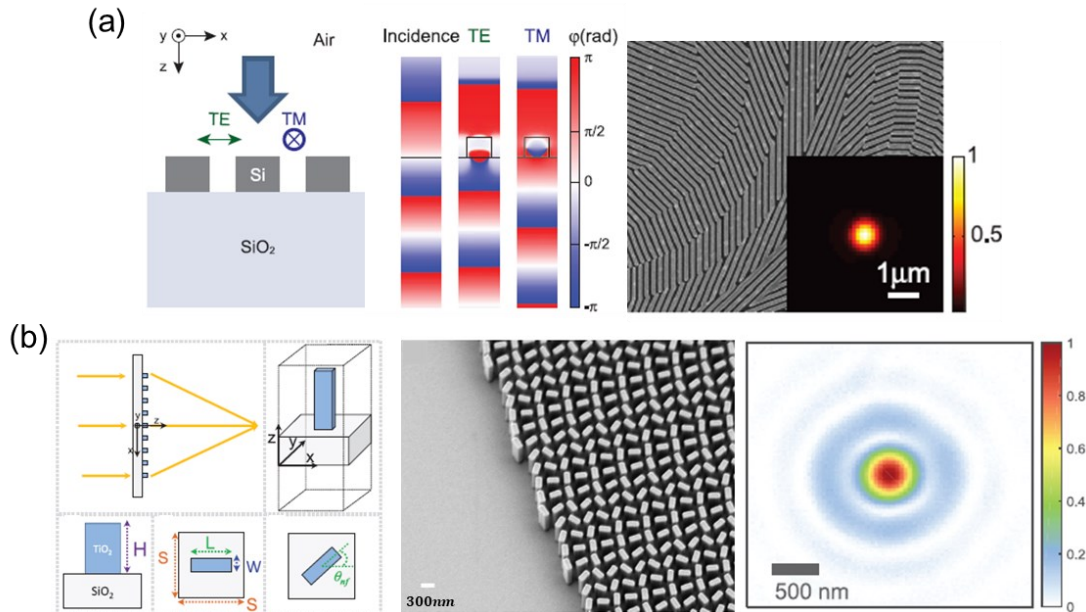 (a)
y x z
Air
TE TM
Si
SiO₂
Incidence TE TM φ(rad)
π
π/2
0
-π/2
-π
1
0.5
1μm
(b)
y z x
z y x
TiO₂ H
SiO₂
L
S W
S
θnf
300nm
500 nm
1
0.8
0.6
0.4
0.2
0